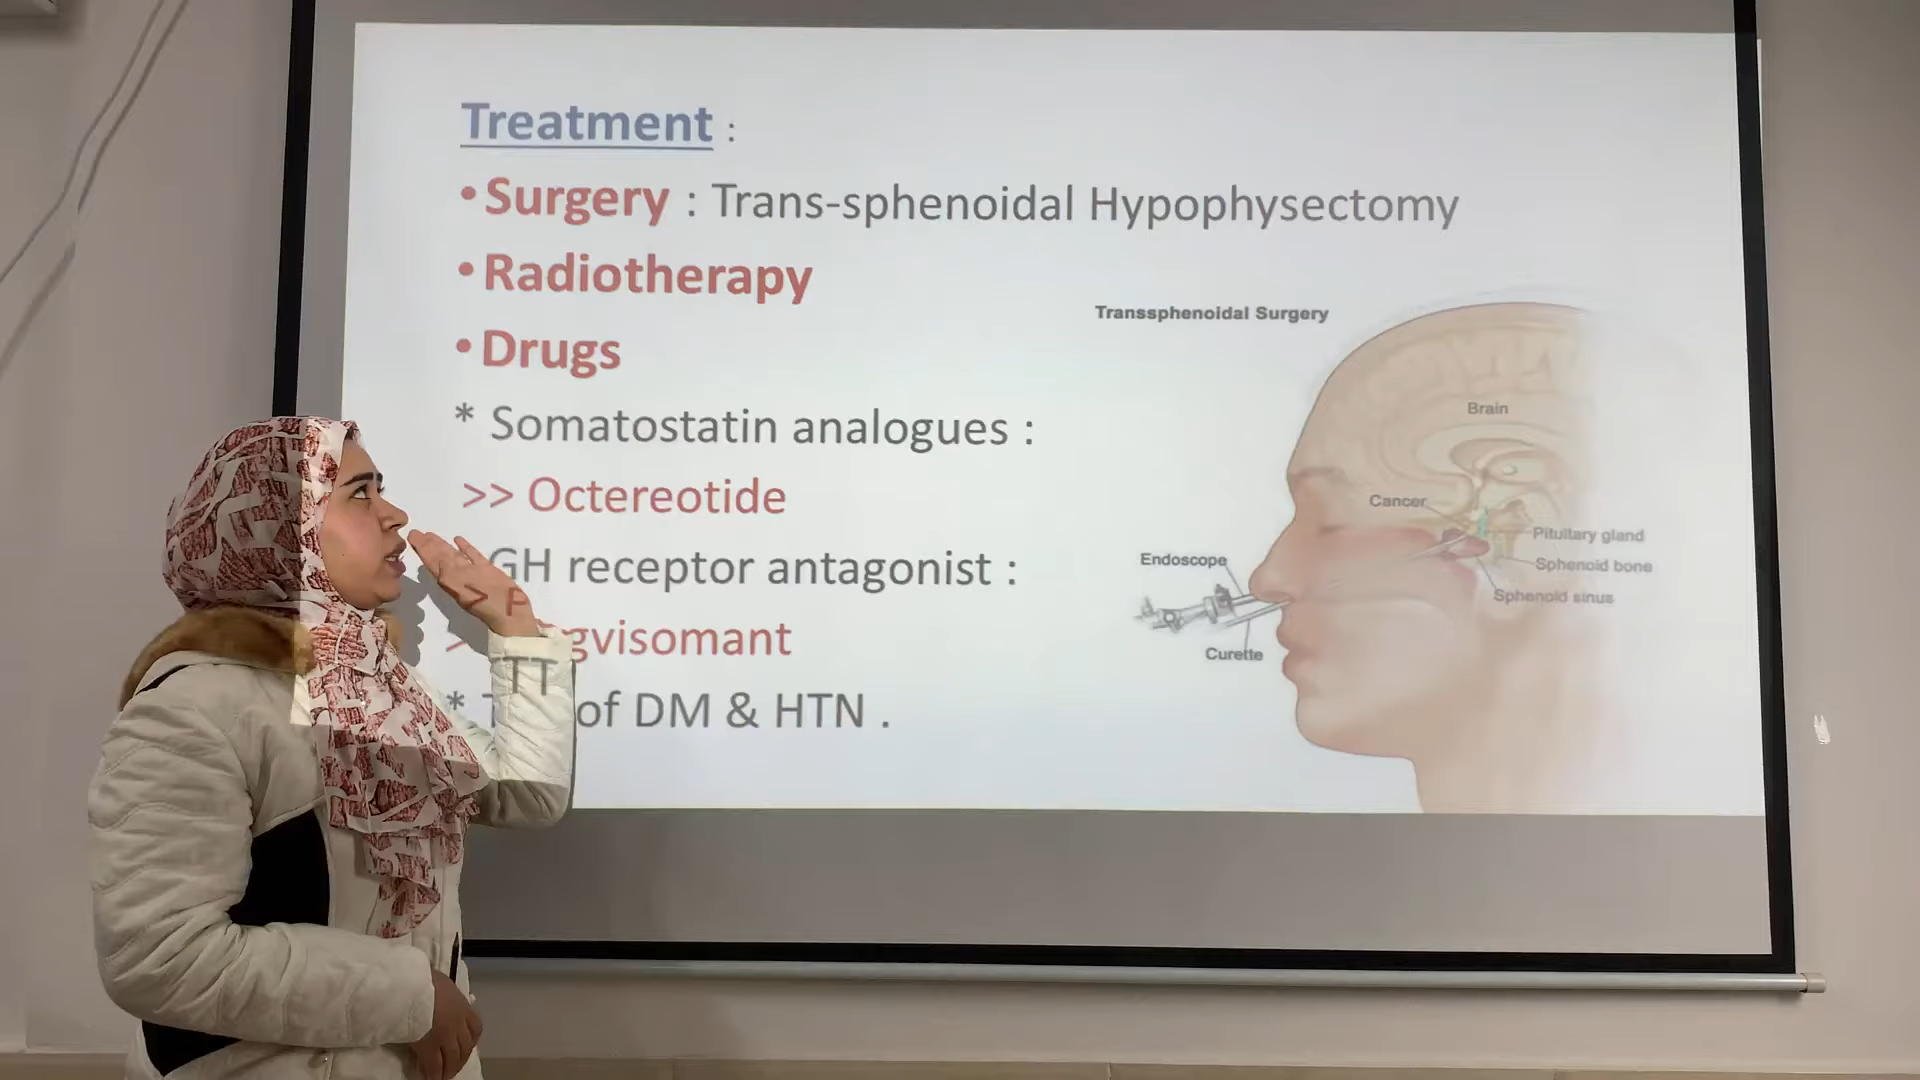 Treatment :
• Surgery : Trans-sphenoidal Hypophysectomy
• Radiotherapy
• Drugs
* Somatostatin analogues :
>> Octereotide
GH receptor antagonist :
> gvisomant
* of DM & HTN .
Transsphenoidal Surgery
Brain
Cancer
Pituitary gland
Endoscope
Sphenoid bone
Sphenoid sinus
Curette